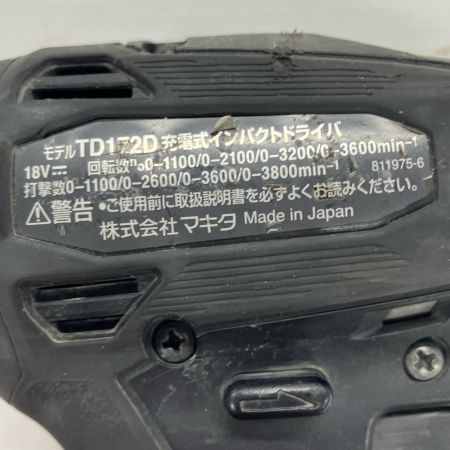 モデルTD172D 充電式インパクトドライバ
18V⎓ 回転数n₀0-1100/0-2100/0-3200/0-3600min⁻¹
打撃数0-1100/0-2600/0-3600/0-3800min⁻¹ 811975-6
⚠警告 •ご使用前に取扱説明書を必ずよくお読みください。
株式会社 マキタ Made in Japan